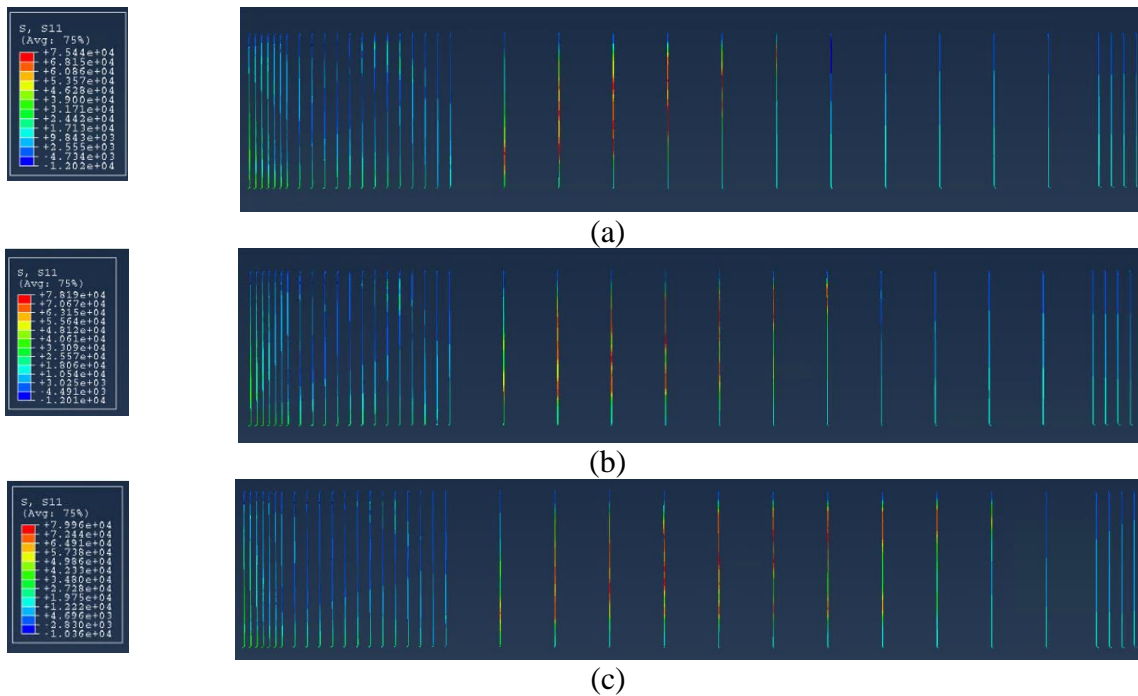 S, S11
(Avg: 75%)
+7.544e+04
+6.815e+04
+6.086e+04
+5.357e+04
+4.628e+04
+3.900e+04
+3.171e+04
+2.442e+04
+1.713e+04
+9.843e+03
+2.555e+03
-4.734e+03
-1.202e+04
(a)
S, S11
(Avg: 75%)
+7.819e+04
+7.067e+04
+6.315e+04
+5.564e+04
+4.812e+04
+4.061e+04
+3.309e+04
+2.557e+04
+1.806e+04
+1.054e+04
+3.025e+03
-4.491e+03
-1.201e+04
(b)
S, S11
(Avg: 75%)
+7.996e+04
+7.244e+04
+6.491e+04
+5.738e+04
+4.986e+04
+4.233e+04
+3.480e+04
+2.728e+04
+1.975e+04
+1.222e+04
+4.696e+03
-2.830e+03
-1.036e+04
(c)